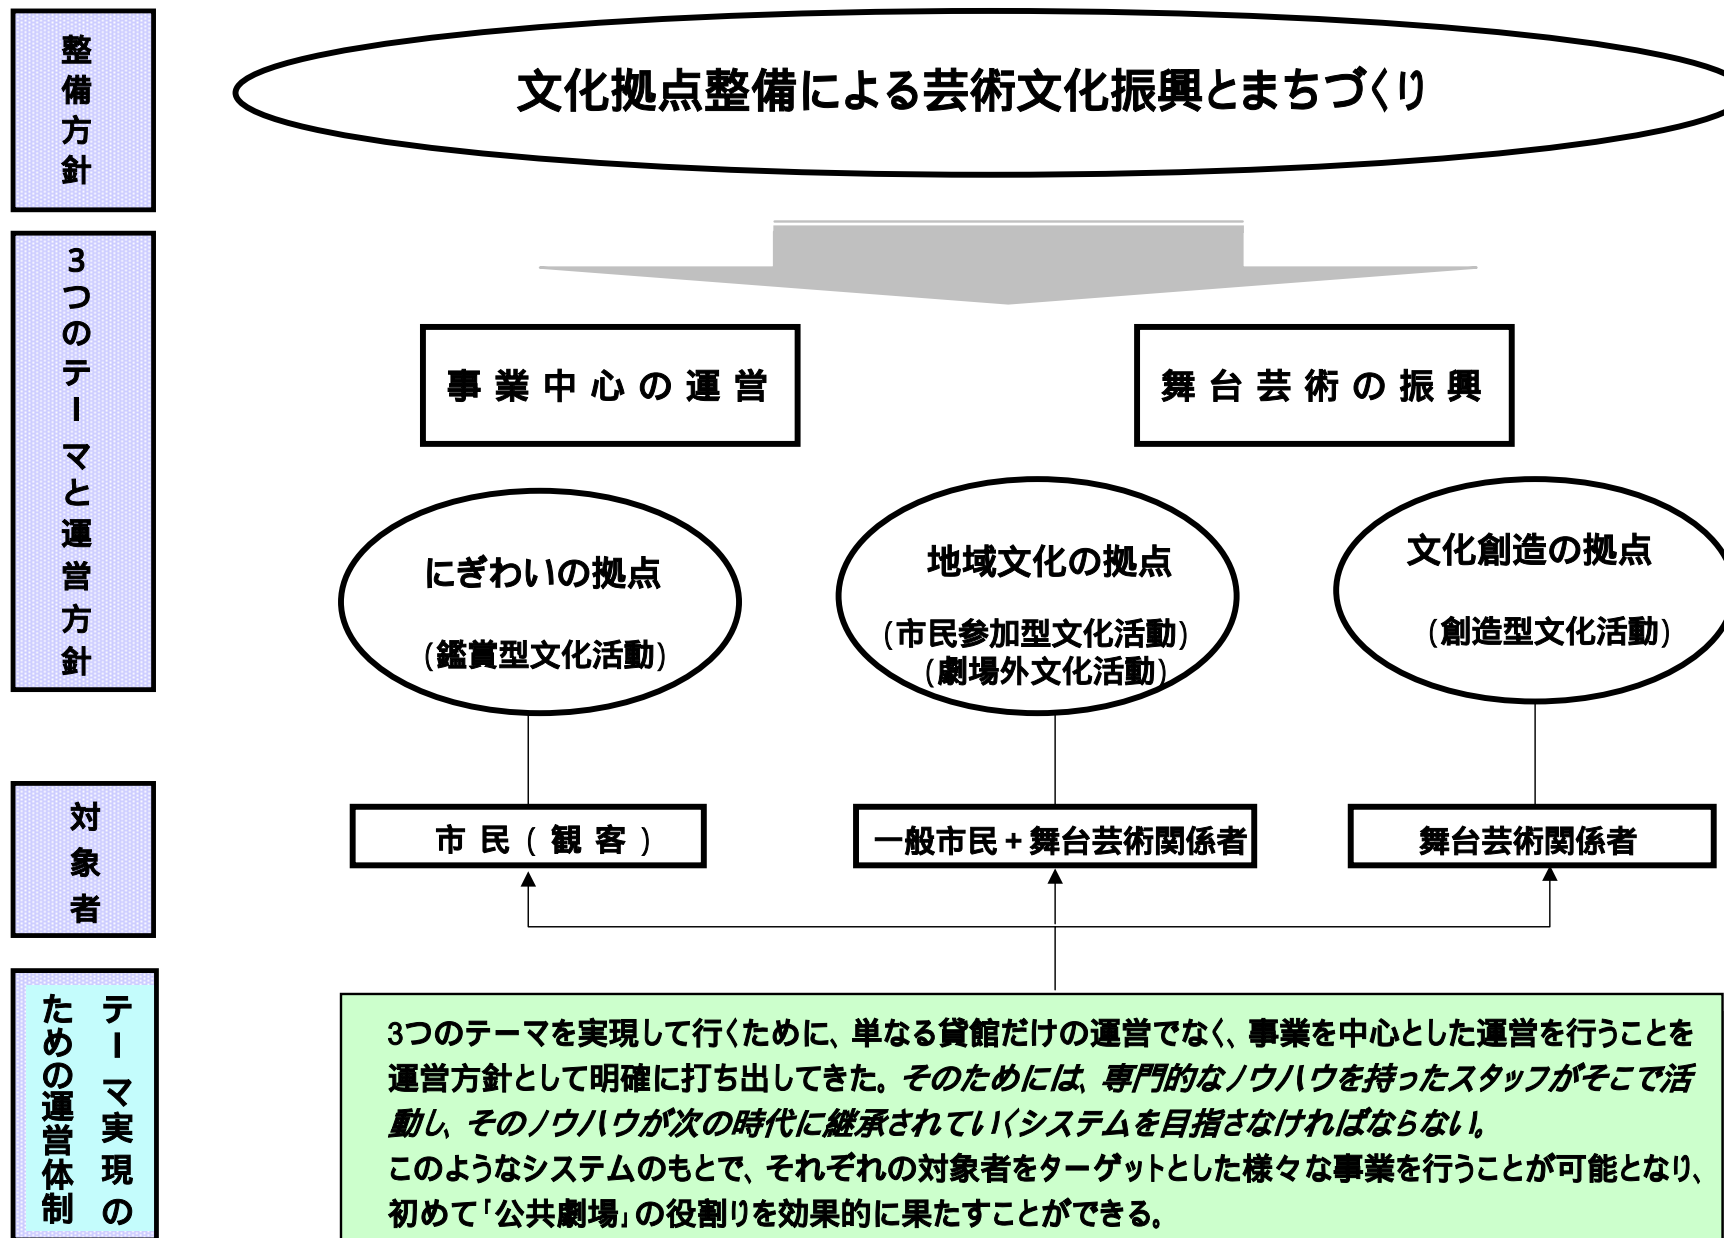 整備方針
文化拠点整備による芸術文化振興とまちづくり
3つのテーマと運営方針
事業中心の運営
舞台芸術の振興
にぎわいの拠点
(鑑賞型文化活動)
地域文化の拠点
(市民参加型文化活動)
(劇場外文化活動)
文化創造の拠点
(創造型文化活動)
対象者
市民(観客)
一般市民+舞台芸術関係者
舞台芸術関係者
テーマ実現の
ための運営体制
3つのテーマを実現して行くために、単なる貸館だけの運営でなく、事業を中心とした運営を行うことを
運営方針として明確に打ち出してきた。そのためには、専門的なノウハウを持ったスタッフがそこで活
動し、そのノウハウが次の時代に継承されていくシステムを目指さなければならない。
このようなシステムのもとで、それぞれの対象者をターゲットとした様々な事業を行うことが可能となり、
初めて「公共劇場」の役割りを効果的に果たすことができる。